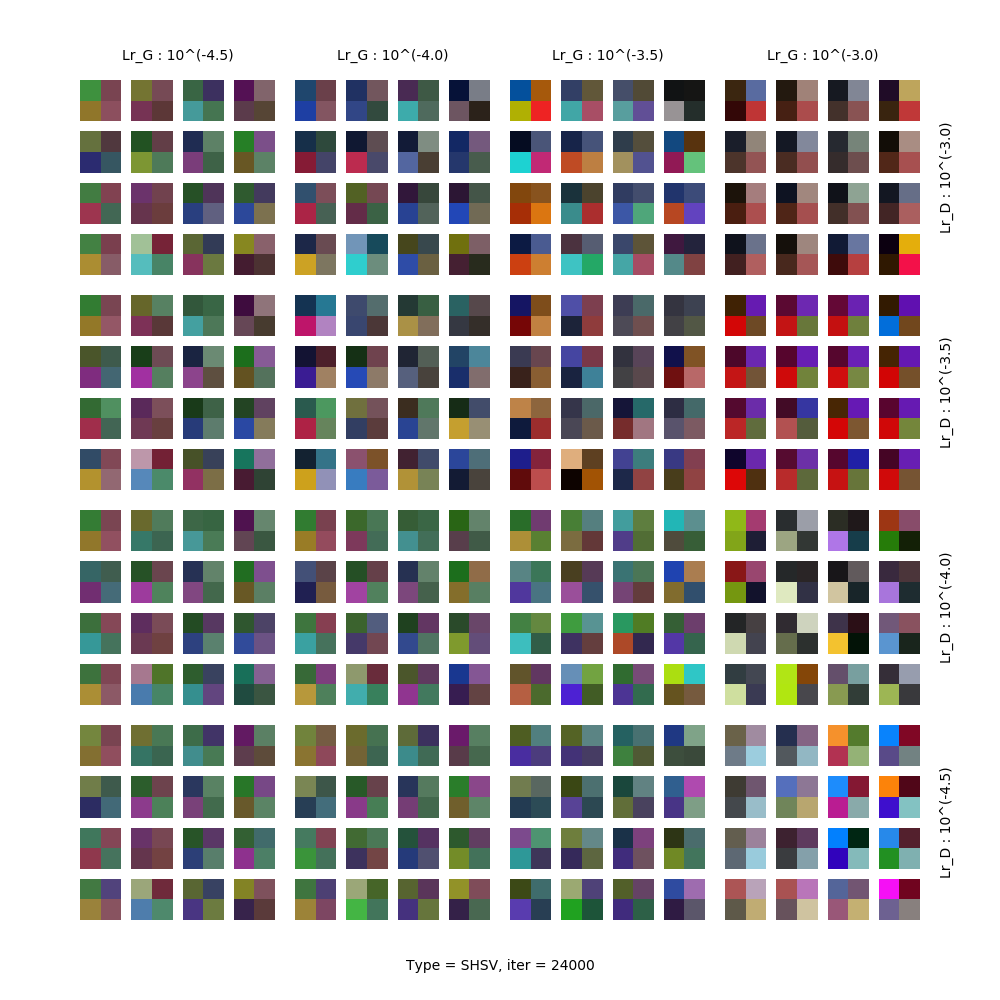 Lr_G : 10^(-4.5)
Lr_G : 10^(-4.0)
Lr_G : 10^(-3.5)
Lr_G : 10^(-3.0)
Lr_D : 10^(-3.0)
Lr_D : 10^(-3.5)
Lr_D : 10^(-4.0)
Lr_D : 10^(-4.5)
Type = SHSV, iter = 24000